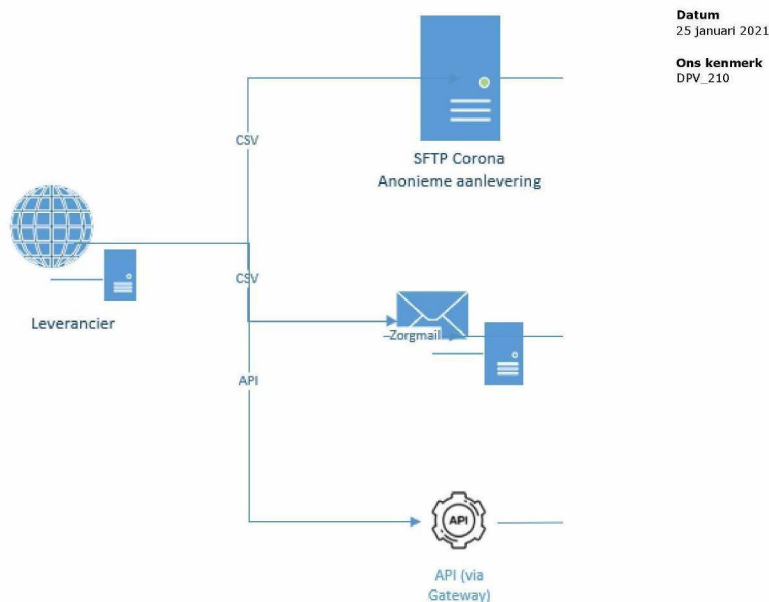 Datum
25 januari 2021
Ons kenmerk
DPV_210
CSV
SFTP Corona
Anonieme aanlevering
CSV
Leverancier
Zorgmail
API
API
API (via
Gateway)